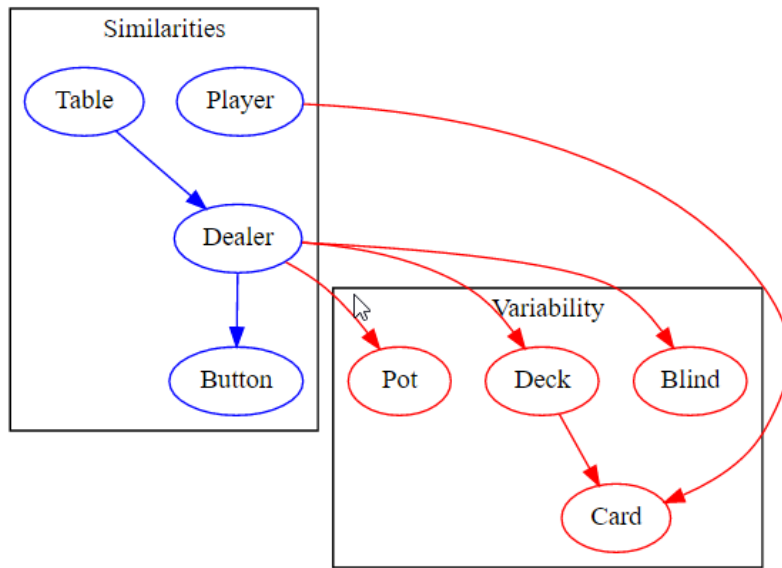 Similarities
Table
Player
Dealer
Variability
Button
Pot
Deck
Blind
Card